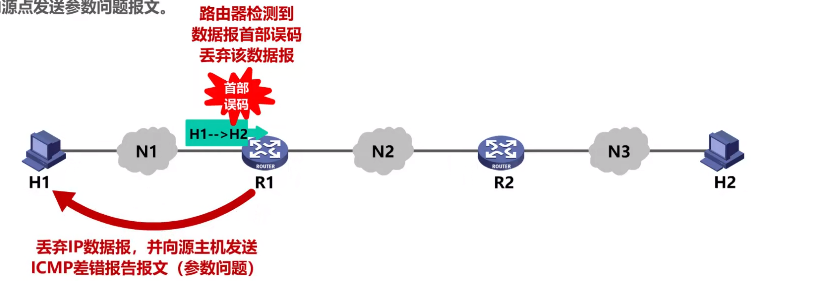 源点发送参数问题报文。
路由器检测到
数据报首部误码
丢弃该数据报
首部
误码
H1-->H2
N1
N2
N3
ROUTER
ROUTER
H1
R1
R2
H2
丢弃IP数据报，并向源主机发送
ICMP差错报告报文（参数问题）